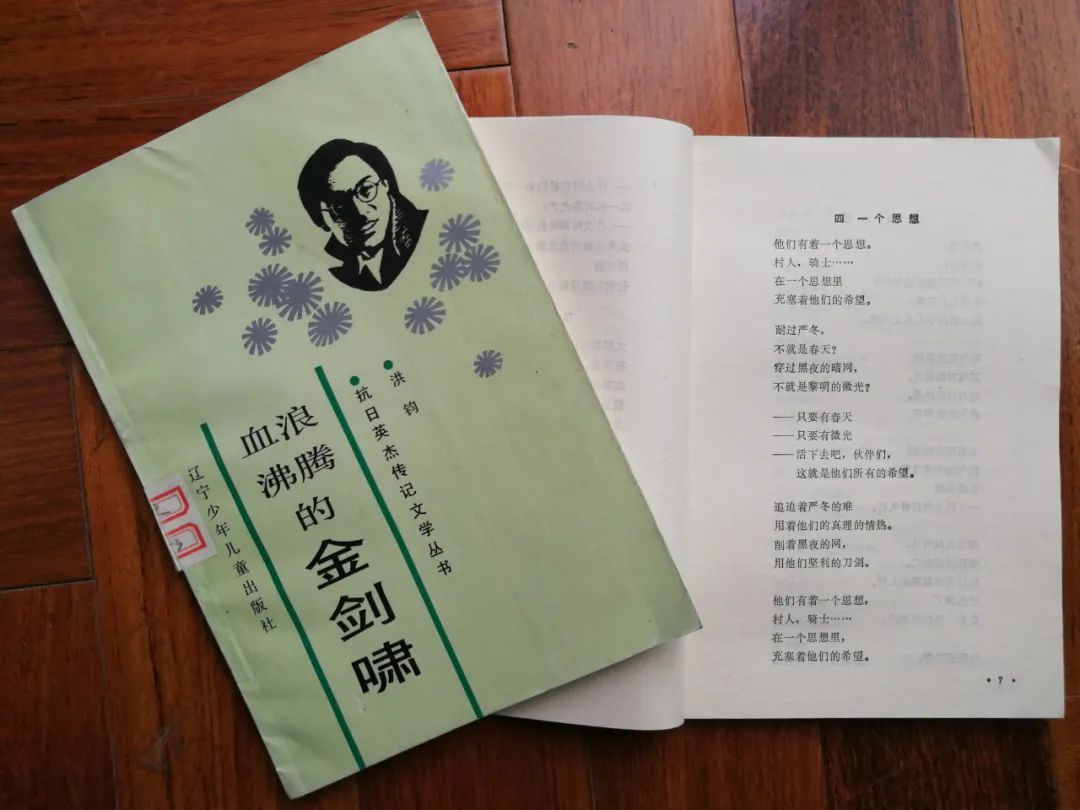 洪钧
抗日英杰传记文学丛书
血浪
沸腾
的
金剑啸
辽宁少年儿童出版社
四 一个思想
他们有着一个思想。
村人，骑士……
在一个思想里
充塞着他们的希望。
耐过严冬，
不就是春天？
穿过黑夜的暗网，
不就是黎明的微光？
——只要有春天
——只要有微光
——活下去吧，伙伴们，
这就是他们所有的希望。
追迫着严冬的难
用着他们的真理的情热。
削着黑夜的网，
用他们坚利的刀剑。
他们有着一个思想，
村人，骑士……
在一个思想里，
充塞着他们的希望。
• 7 •